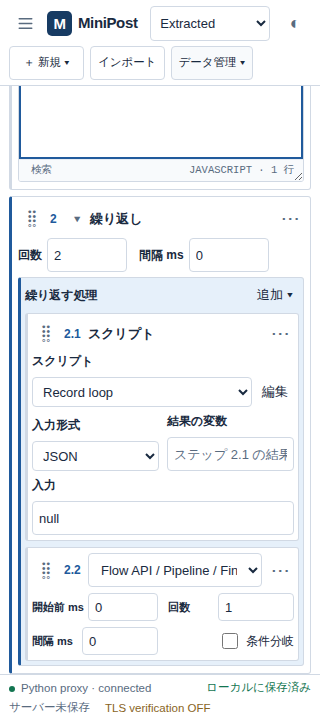 M MiniPost Extracted
＋ 新規 ▾ インポート データ管理 ▾
検索 JAVASCRIPT · 1 行
2 ▾ 繰り返し ···
回数 2 間隔 ms 0
繰り返す処理 追加 ▾
2.1 スクリプト ···
スクリプト
Record loop 編集
入力形式 結果の変数
JSON ステップ 2.1 の結果
入力
null
2.2 Flow API / Pipeline / Fin ···
開始前 ms 0 回数 1
間隔 ms 0 条件分岐
Python proxy · connected ローカルに保存済み
サーバー未保存 TLS verification OFF